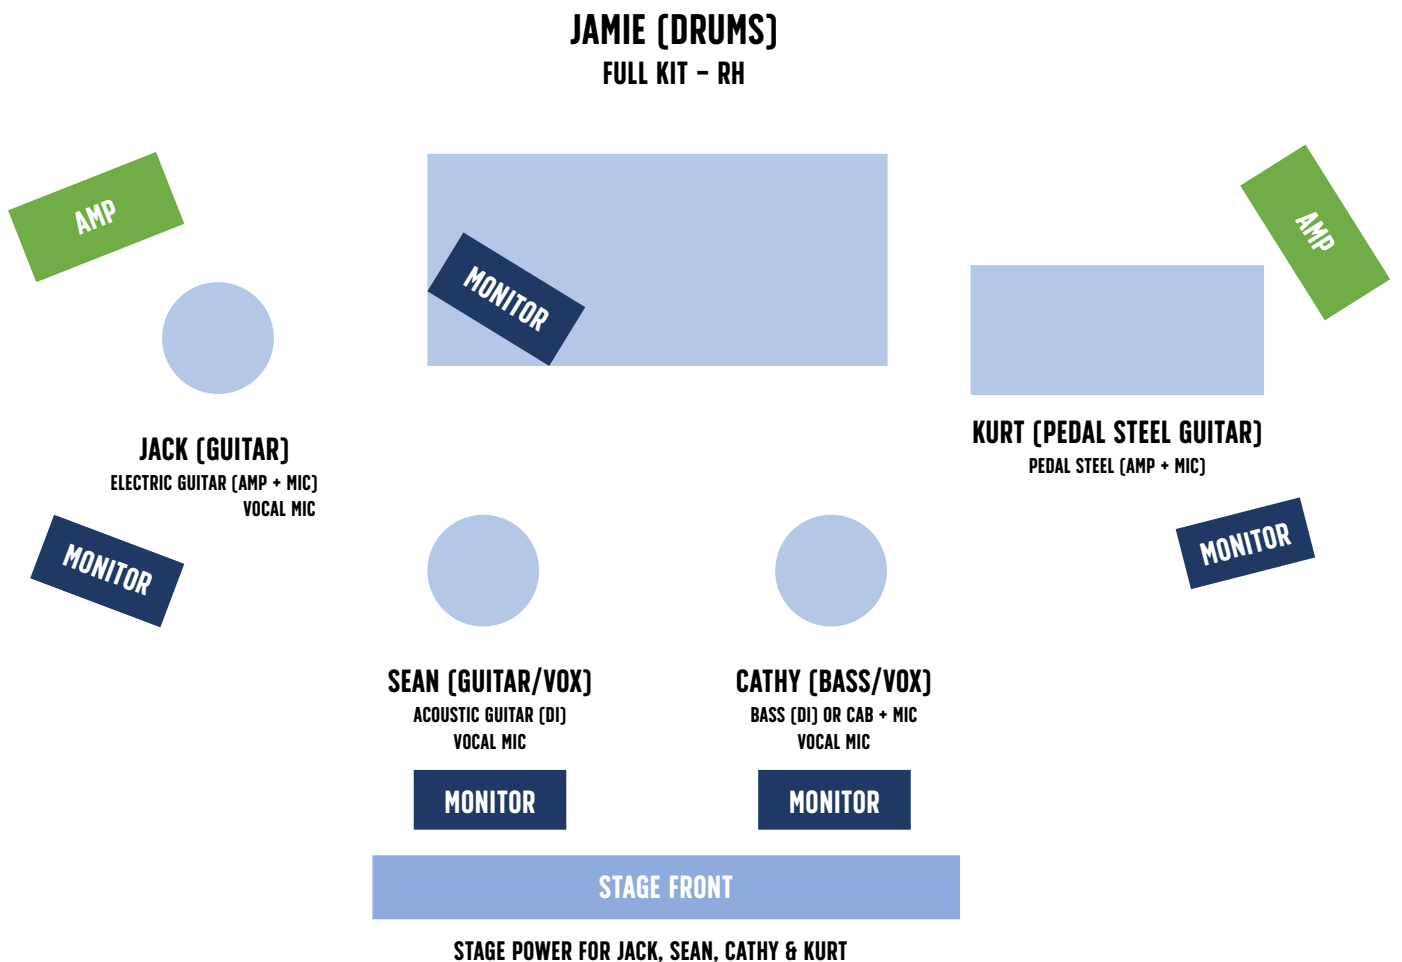 JAMIE (DRUMS)
FULL KIT – RH
AMP
AMP
MONITOR
JACK (GUITAR)
ELECTRIC GUITAR (AMP + MIC)
VOCAL MIC
KURT (PEDAL STEEL GUITAR)
PEDAL STEEL (AMP + MIC)
MONITOR
MONITOR
SEAN (GUITAR/VOX)
ACOUSTIC GUITAR (DI)
VOCAL MIC
CATHY (BASS/VOX)
BASS (DI) OR CAB + MIC
VOCAL MIC
MONITOR
MONITOR
STAGE FRONT
STAGE POWER FOR JACK, SEAN, CATHY & KURT